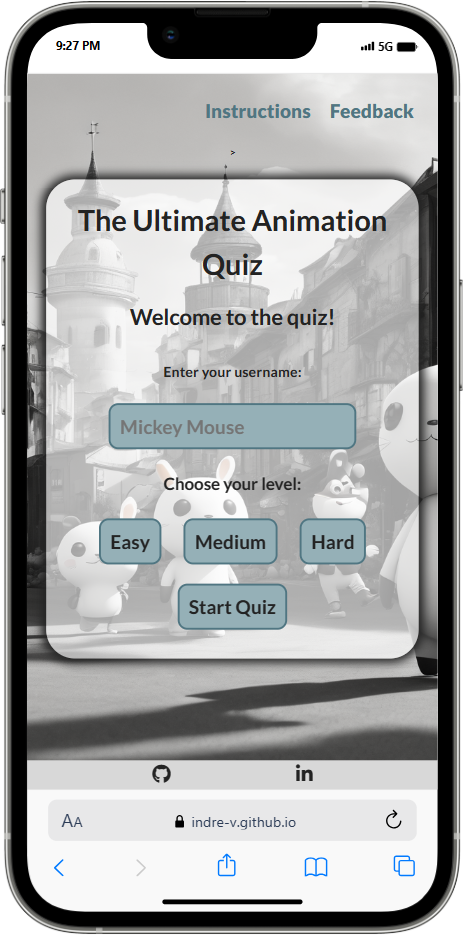 9:27 PM 5G
Instructions Feedback
>
The Ultimate Animation
Quiz
Welcome to the quiz!
Enter your username:
Mickey Mouse
Choose your level:
Easy Medium Hard
Start Quiz
in
AA indre-v.github.io